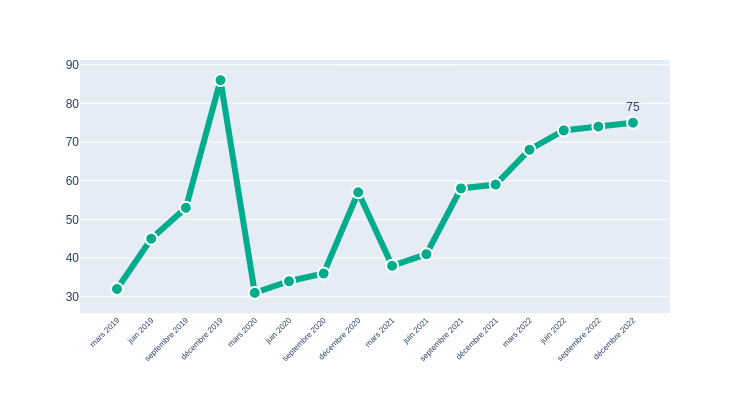 90
80
75
70
60
50
40
30
mars 2019
juin 2019
septembre 2019
décembre 2019
mars 2020
juin 2020
septembre 2020
décembre 2020
mars 2021
juin 2021
septembre 2021
décembre 2021
mars 2022
juin 2022
septembre 2022
décembre 2022